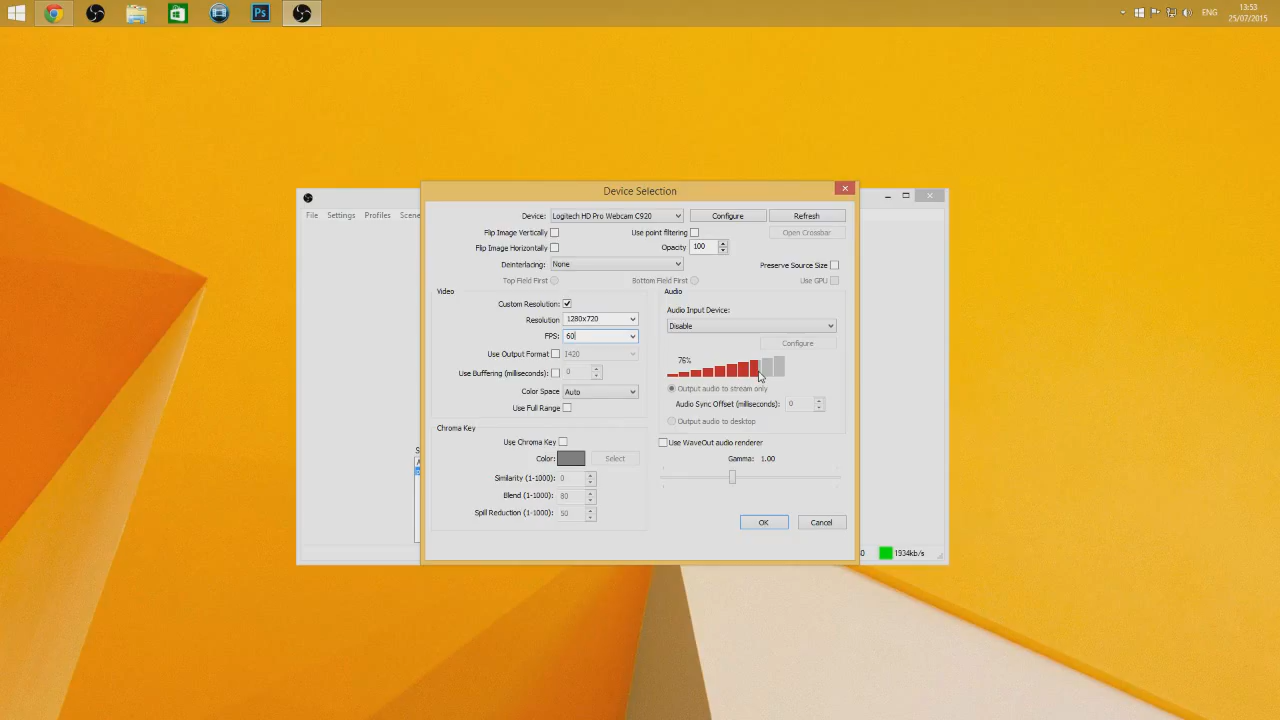 Ps
ENG
13:53
25/07/2015
Device Selection
File Settings Profiles Scene
Device: Logitech HD Pro Webcam C920 Configure Refresh
Flip Image Vertically Use point filtering Open Crossbar
Flip Image Horizontally Opacity 100
Deinterlacing: None Preserve Source Size
Top Field First Bottom Field First Use GPU
Video Audio
Custom Resolution: Audio Input Device:
Resolution 1280x720 Disable
FPS: 60 Configure
Use Output Format I420 76%
Use Buffering (milliseconds): 0 Output audio to stream only
Color Space Auto Audio Sync Offset (milliseconds): 0
Use Full Range Output audio to desktop
Chroma Key
Use Chroma Key Use WaveOut audio renderer
Color: Select Gamma: 1.00
Similarity (1-1000): 0
Blend (1-1000): 80
Spill Reduction (1-1000): 50
OK Cancel
1934kb/s